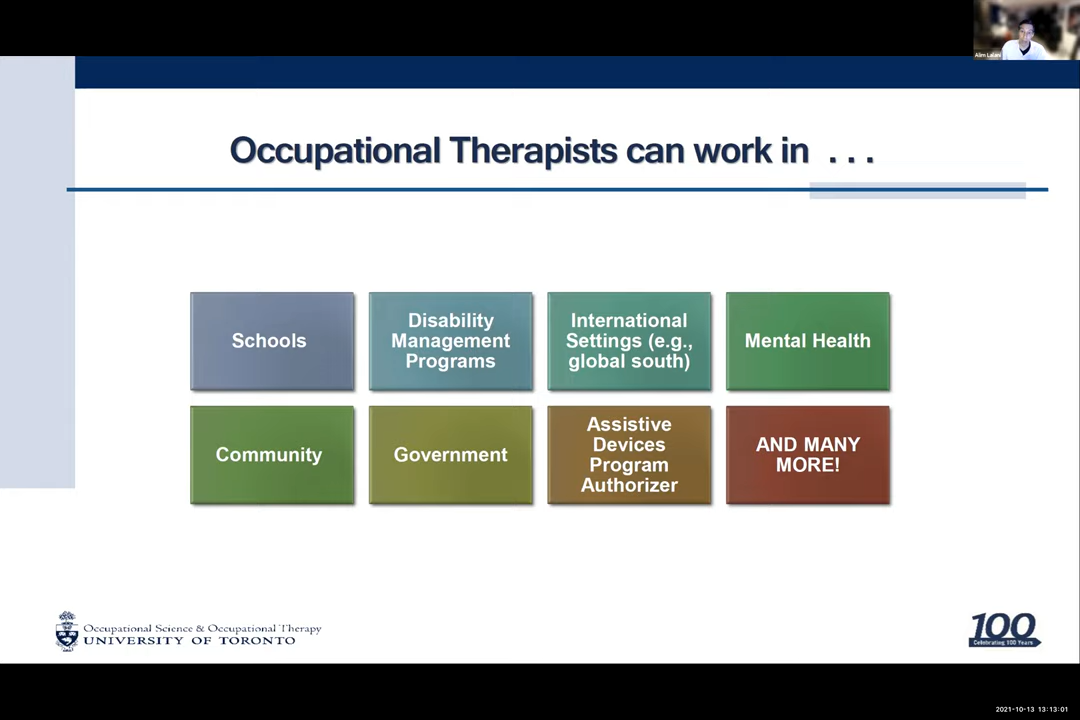 Alim Lalani
Occupational Therapists can work in . . .
Schools
Disability
Management
Programs
International
Settings (e.g.,
global south)
Mental Health
Community
Government
Assistive
Devices
Program
Authorizer
AND MANY
MORE!
Occupational Science & Occupational Therapy
UNIVERSITY OF TORONTO
100
Celebrating 100 Years
2021-10-13 13:13:01